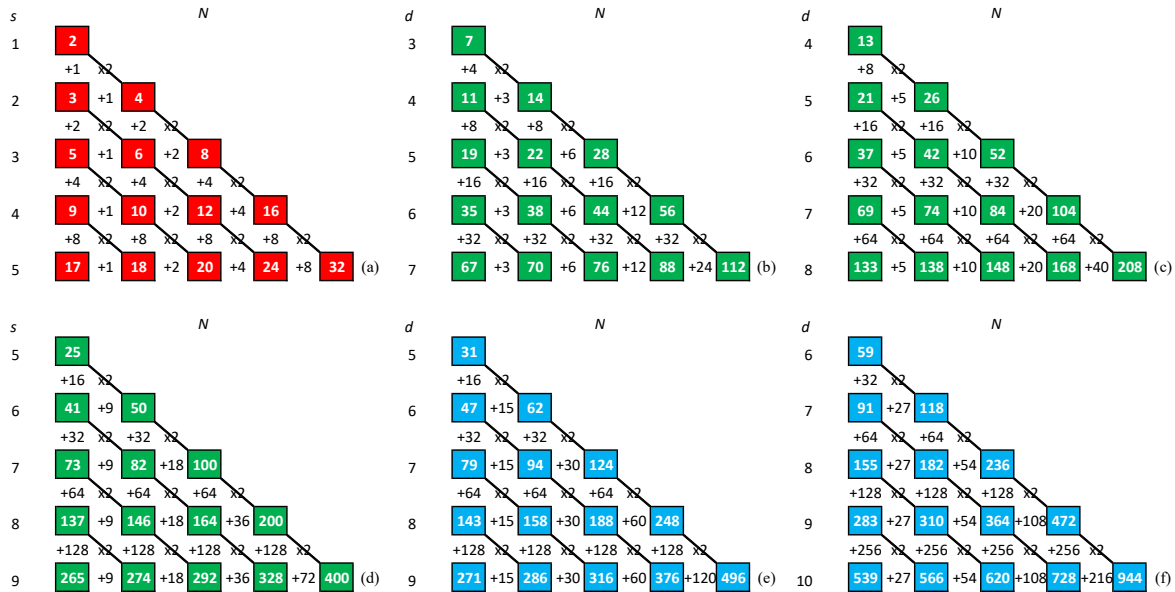 s N
1 2
+1 x2
2 3 +1 4
+2 x2 +2 x2
3 5 +1 6 +2 8
+4 x2 +4 x2 +4 x2
4 9 +1 10 +2 12 +4 16
+8 x2 +8 x2 +8 x2 +8 x2
5 17 +1 18 +2 20 +4 24 +8 32 (a)
d N
3 7
+4 x2
4 11 +3 14
+8 x2 +8 x2
5 19 +3 22 +6 28
+16 x2 +16 x2 +16 x2
6 35 +3 38 +6 44 +12 56
+32 x2 +32 x2 +32 x2 +32 x2
7 67 +3 70 +6 76 +12 88 +24 112 (b)
d N
4 13
+8 x2
5 21 +5 26
+16 x2 +16 x2
6 37 +5 42 +10 52
+32 x2 +32 x2 +32 x2
7 69 +5 74 +10 84 +20 104
+64 x2 +64 x2 +64 x2 +64 x2
8 133 +5 138 +10 148 +20 168 +40 208 (c)
s N
5 25
+16 x2
6 41 +9 50
+32 x2 +32 x2
7 73 +9 82 +18 100
+64 x2 +64 x2 +64 x2
8 137 +9 146 +18 164 +36 200
+128 x2 +128 x2 +128 x2 +128 x2
9 265 +9 274 +18 292 +36 328 +72 400 (d)
d N
5 31
+16 x2
6 47 +15 62
+32 x2 +32 x2
7 79 +15 94 +30 124
+64 x2 +64 x2 +64 x2
8 143 +15 158 +30 188 +60 248
+128 x2 +128 x2 +128 x2 +128 x2
9 271 +15 286 +30 316 +60 376 +120 496 (e)
d N
6 59
+32 x2
7 91 +27 118
+64 x2 +64 x2
8 155 +27 182 +54 236
+128 x2 +128 x2 +128 x2
9 283 +27 310 +54 364 +108 472
+256 x2 +256 x2 +256 x2 +256 x2
10 539 +27 566 +54 620 +108 728 +216 944 (f)